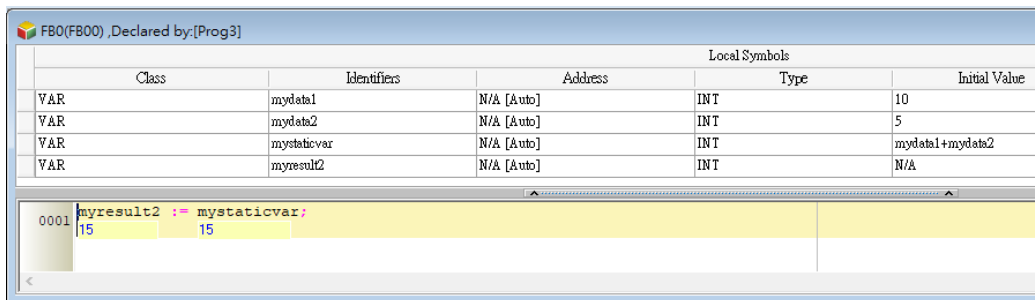 FB0(FB00) ,Declared by:[Prog3]
Local Symbols
Class Identifiers Address Type Initial Value
VAR mydata1 N/A [Auto] INT 10
VAR mydata2 N/A [Auto] INT 5
VAR mystaticvar N/A [Auto] INT mydata1+mydata2
VAR myresult2 N/A [Auto] INT N/A
0001 myresult2 := mystaticvar;
15 15